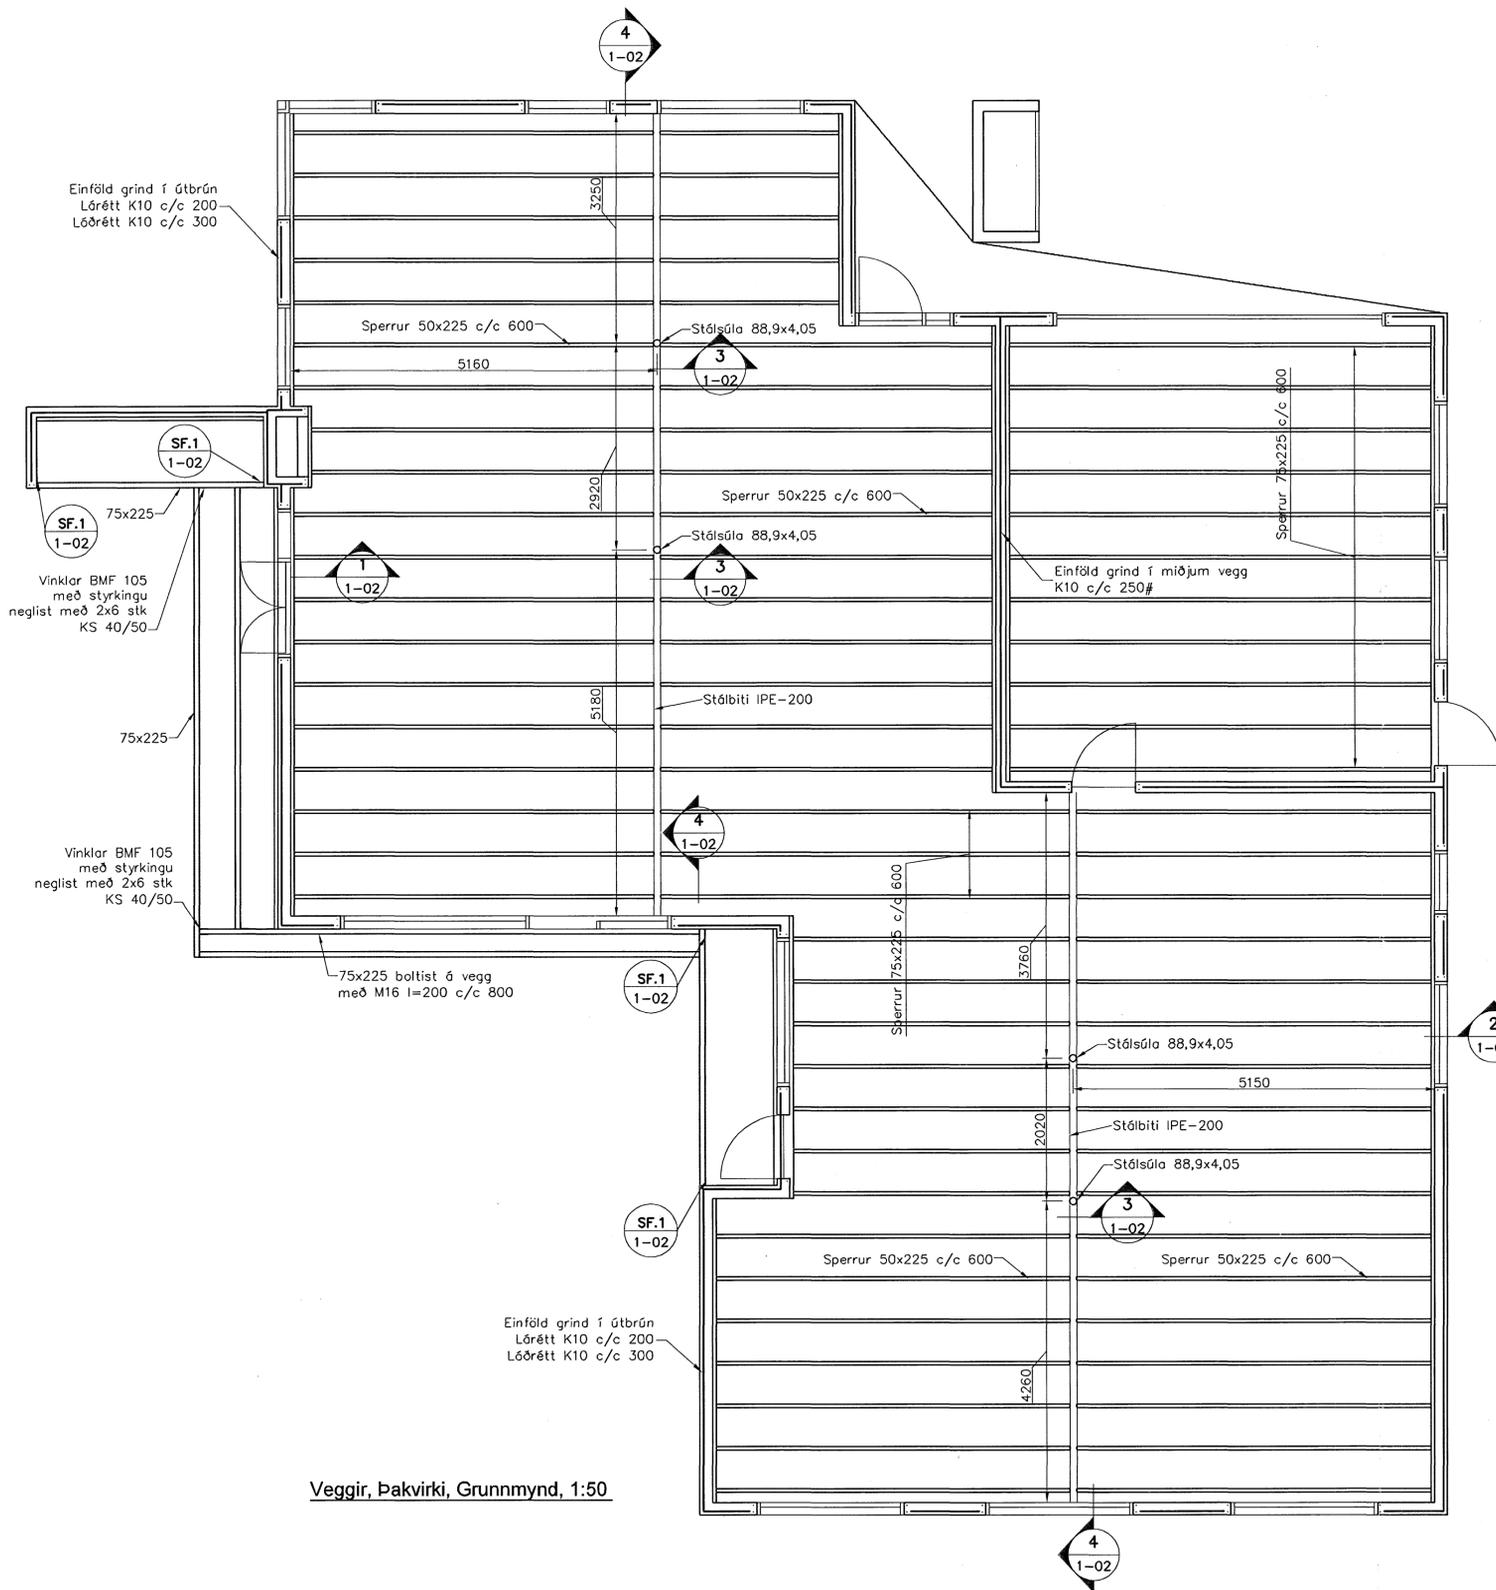 4
1-02
Einföld grind í útbrún
Lárétt K10 c/c 200
Lóðrétt K10 c/c 300
3250
Sperrur 50x225 c/c 600
Stálsúla 88,9x4,05
3
1-02
5160
Sperrur 75x225 c/c 600
SF.1
1-02
2920
Sperrur 50x225 c/c 600
75x225
SF.1
1-02
Stálsúla 88,9x4,05
1
1-02
3
1-02
Einföld grind í miðjum vegg
K10 c/c 250#
Vinklar BMF 105
með styrkingu
neglist með 2x6 stk
KS 40/50
5180
Stálbiti IPE-200
75x225
4
1-02
Vinklar BMF 105
með styrkingu
neglist með 2x6 stk
KS 40/50
Sperrur 75x225 c/c 600
3760
75x225 boltist á vegg
með M16 l=200 c/c 800
SF.1
1-02
2
Stálsúla 88,9x4,05
5150
2020
Stálbiti IPE-200
Stálsúla 88,9x4,05
3
1-02
SF.1
1-02
Sperrur 50x225 c/c 600
Sperrur 50x225 c/c 600
Einföld grind í útbrún
Lárétt K10 c/c 200
Lóðrétt K10 c/c 300
4260
Veggir, Þakvirki, Grunnmynd, 1:50
4
1-02